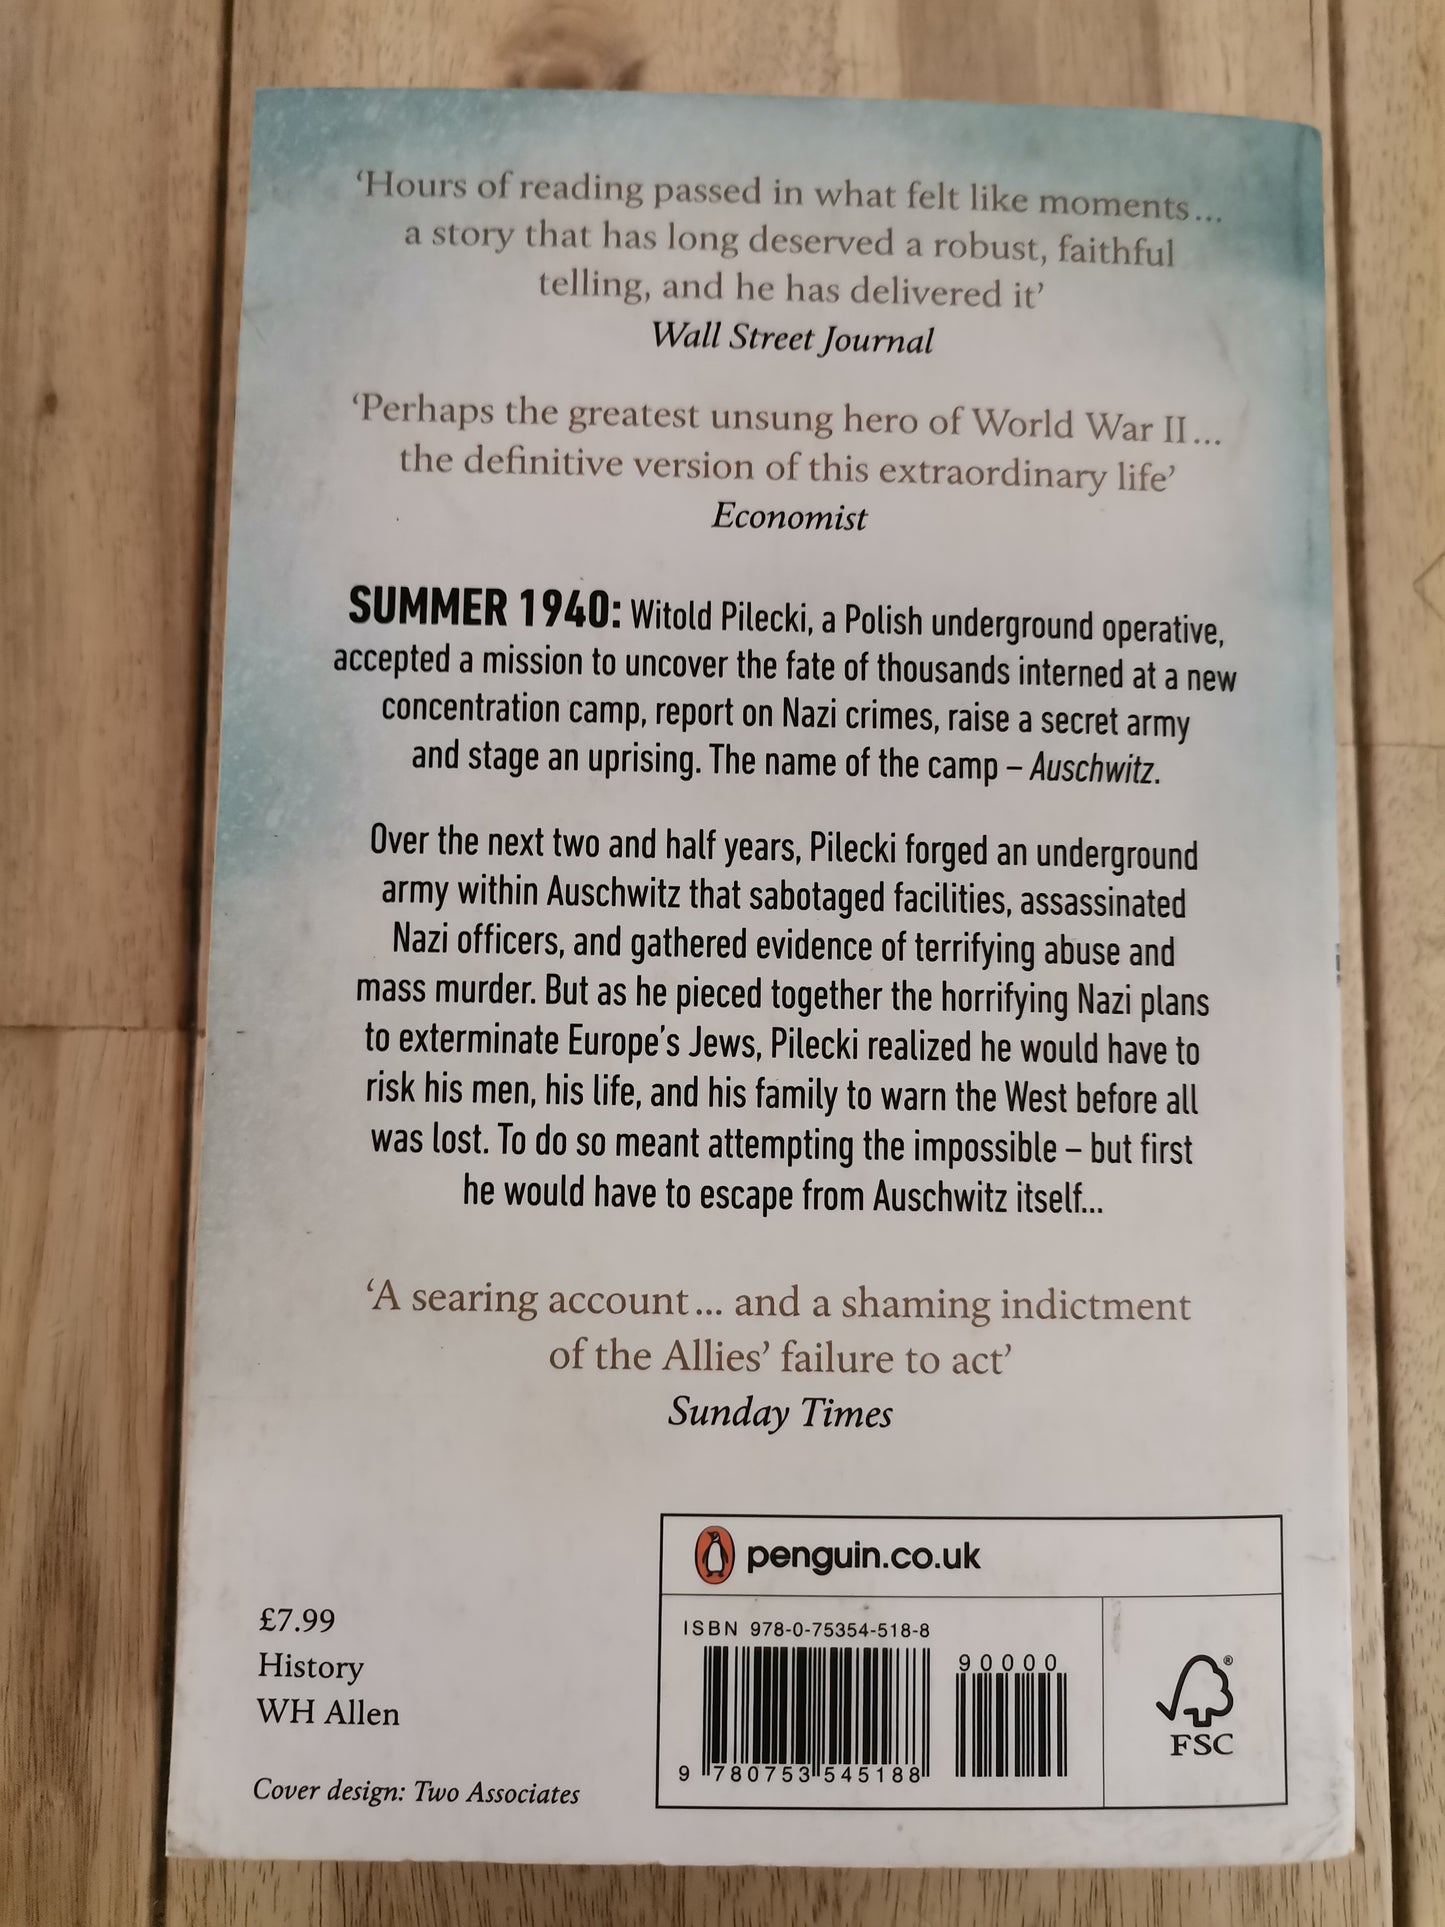 ‘Hours of reading passed in what felt like moments…
a story that has long deserved a robust, faithful
telling, and he has delivered it’
Wall Street Journal
‘Perhaps the greatest unsung hero of World War II…
the definitive version of this extraordinary life’
Economist
SUMMER 1940: Witold Pilecki, a Polish underground operative,
accepted a mission to uncover the fate of thousands interned at a new
concentration camp, report on Nazi crimes, raise a secret army
and stage an uprising. The name of the camp – Auschwitz.
Over the next two and half years, Pilecki forged an underground
army within Auschwitz that sabotaged facilities, assassinated
Nazi officers, and gathered evidence of terrifying abuse and
mass murder. But as he pieced together the horrifying Nazi plans
to exterminate Europe’s Jews, Pilecki realized he would have to
risk his men, his life, and his family to warn the West before all
was lost. To do so meant attempting the impossible – but first
he would have to escape from Auschwitz itself…
‘A searing account… and a shaming indictment
of the Allies’ failure to act’
Sunday Times
penguin.co.uk
£7.99
History
WH Allen
Cover design: Two Associates
ISBN 978-0-75354-518-8
90000
9 780753 545188
FSC®